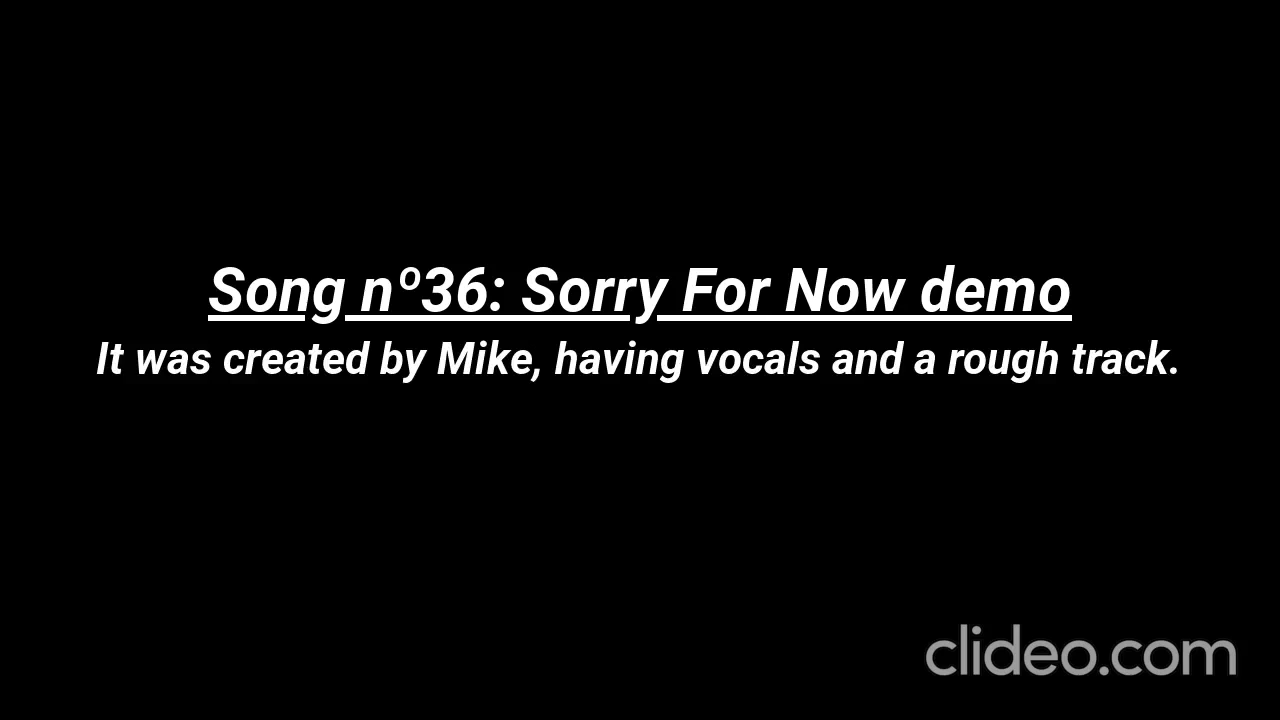 Song nº36: Sorry For Now demo
It was created by Mike, having vocals and a rough track.
clideo.com